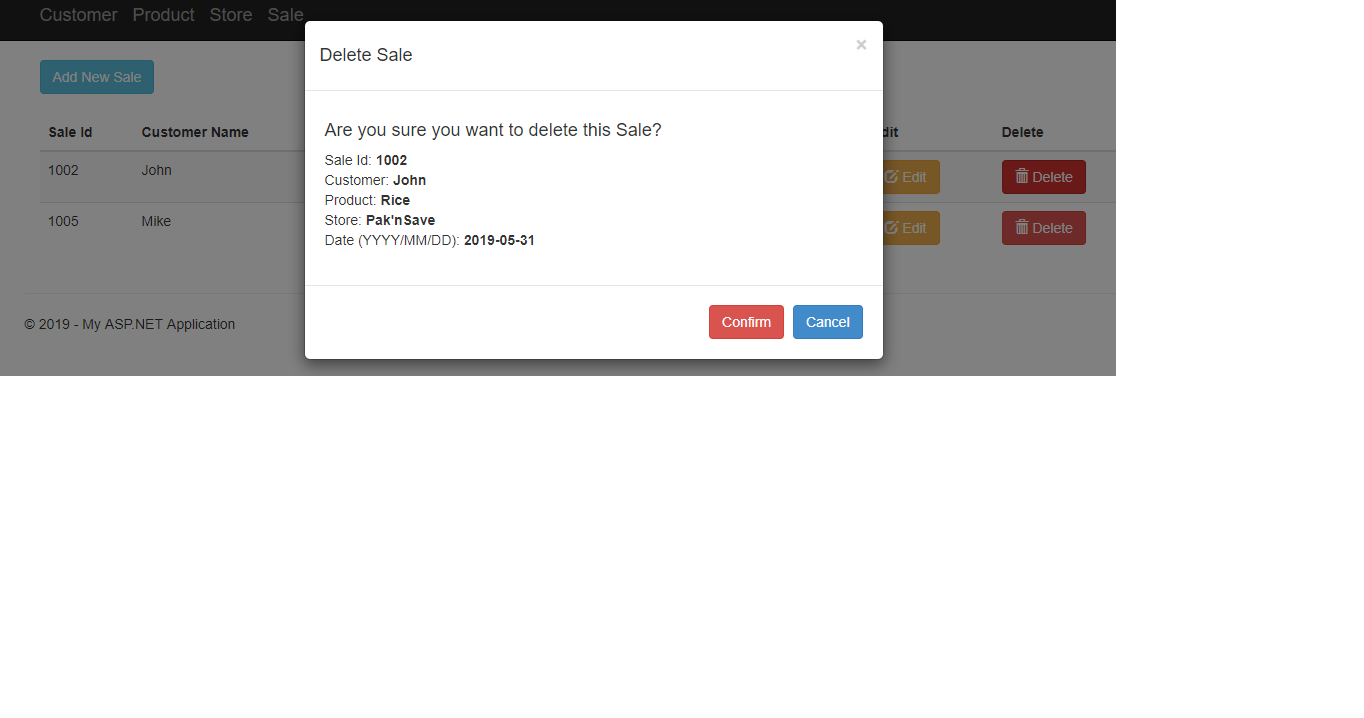 Customer Product Store Sale
Delete Sale
×
Add New Sale
Sale Id Customer Name dit Delete
Are you sure you want to delete this Sale?
Sale Id: 1002
1002 John Edit Delete
Customer: John
Product: Rice
Store: Pak'nSave
1005 Mike Edit Delete
Date (YYYY/MM/DD): 2019-05-31
Confirm Cancel
© 2019 - My ASP.NET Application